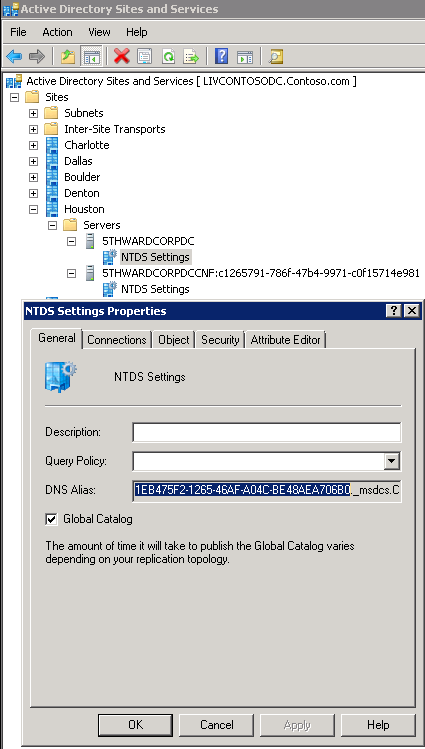 Active Directory Sites and Services
File Action View Help
Active Directory Sites and Services [ LIVCONTOSODC.Contoso.com ]
Sites
Subnets
Inter-Site Transports
Charlotte
Dallas
Boulder
Denton
Houston
Servers
5THWARDCORPDC
NTDS Settings
5THWARDCORPDCCNF:c1265791-786f-47b4-9971-c0f15714e981
NTDS Settings
NTDS Settings Properties
General Connections Object Security Attribute Editor
NTDS Settings
Description:
Query Policy:
DNS Alias: 1EB475F2-1265-46AF-A04C-BE48AEA706B0._msdcs.C
Global Catalog
The amount of time it will take to publish the Global Catalog varies
depending on your replication topology.
OK Cancel Apply Help